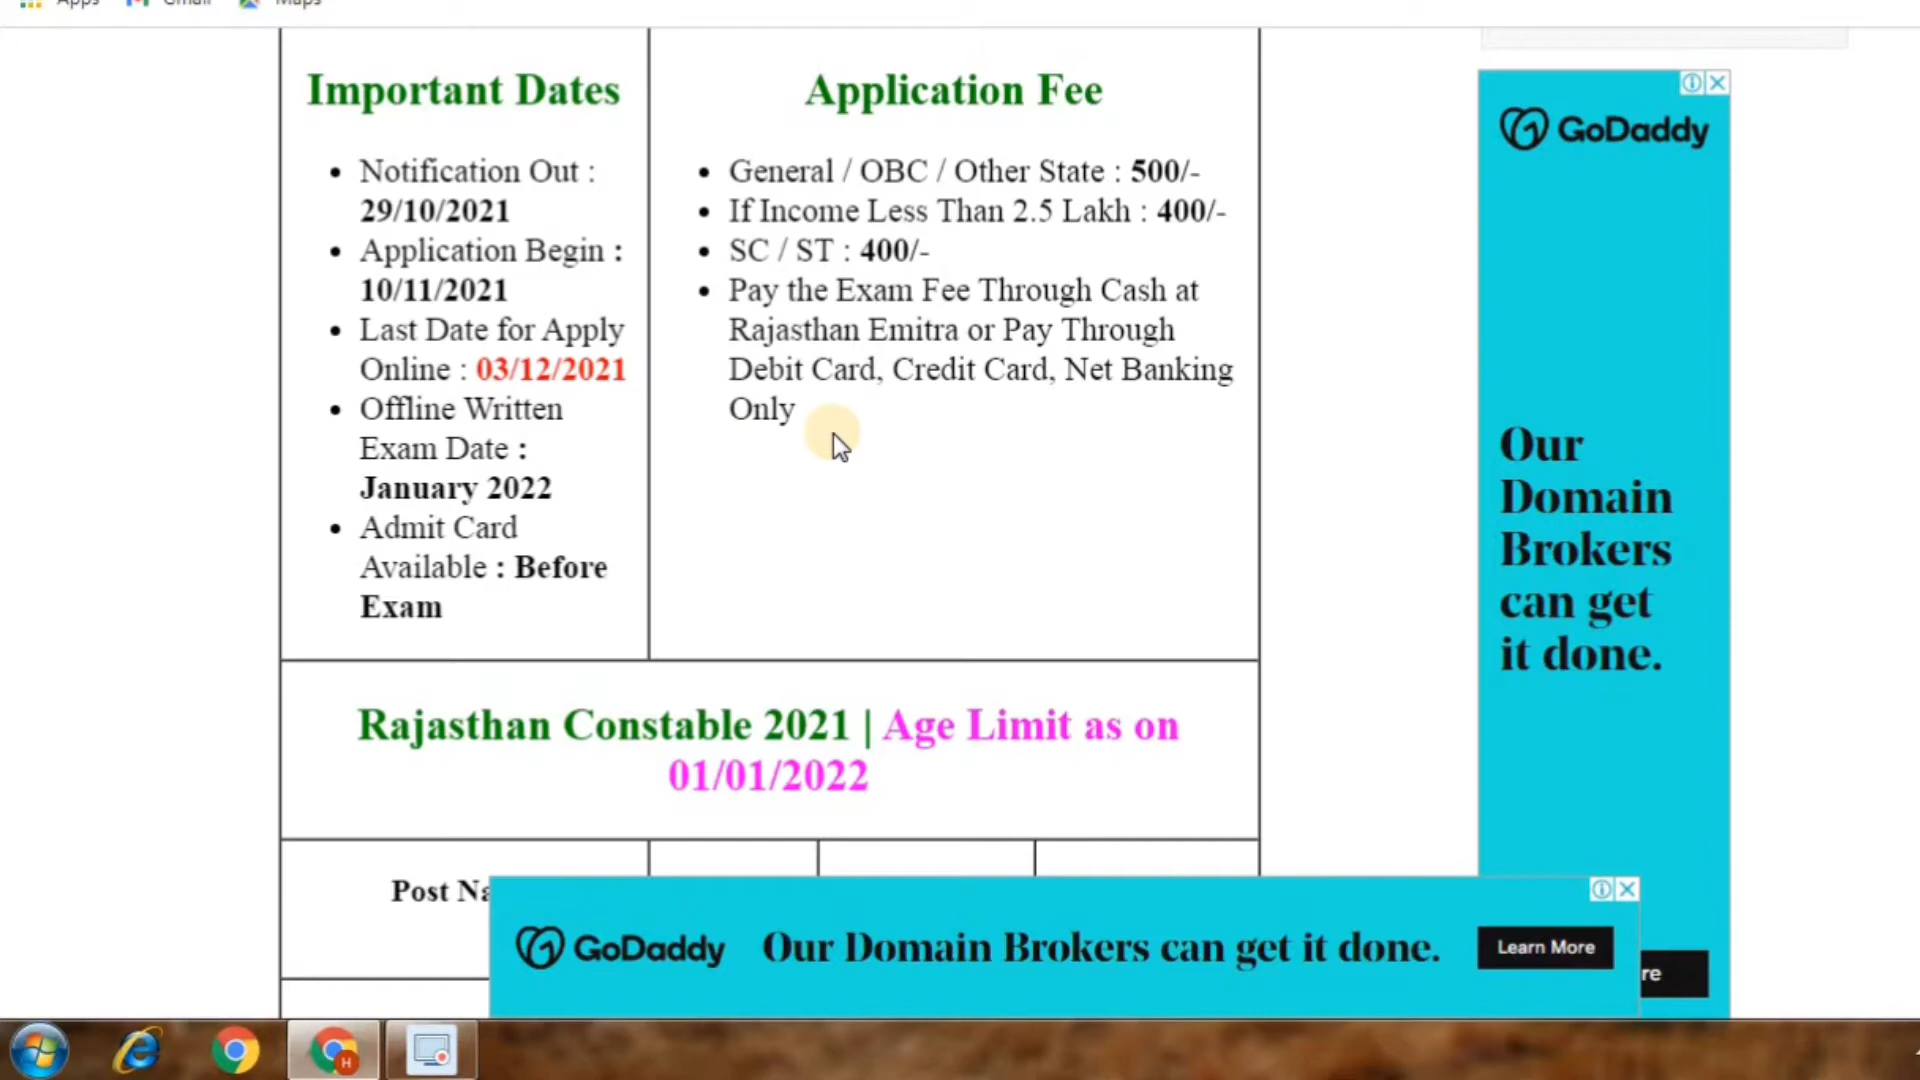 Apps Gmail Maps
Important Dates
Notification Out :
29/10/2021
Application Begin :
10/11/2021
Last Date for Apply
Online : 03/12/2021
Offline Written
Exam Date :
January 2022
Admit Card
Available : Before
Exam
Application Fee
General / OBC / Other State : 500/-
If Income Less Than 2.5 Lakh : 400/-
SC / ST : 400/-
Pay the Exam Fee Through Cash at
Rajasthan Emitra or Pay Through
Debit Card, Credit Card, Net Banking
Only
Rajasthan Constable 2021 | Age Limit as on
01/01/2022
Post Na
GoDaddy
Our
Domain
Brokers
can get
it done.
re
GoDaddy Our Domain Brokers can get it done. Learn More
H